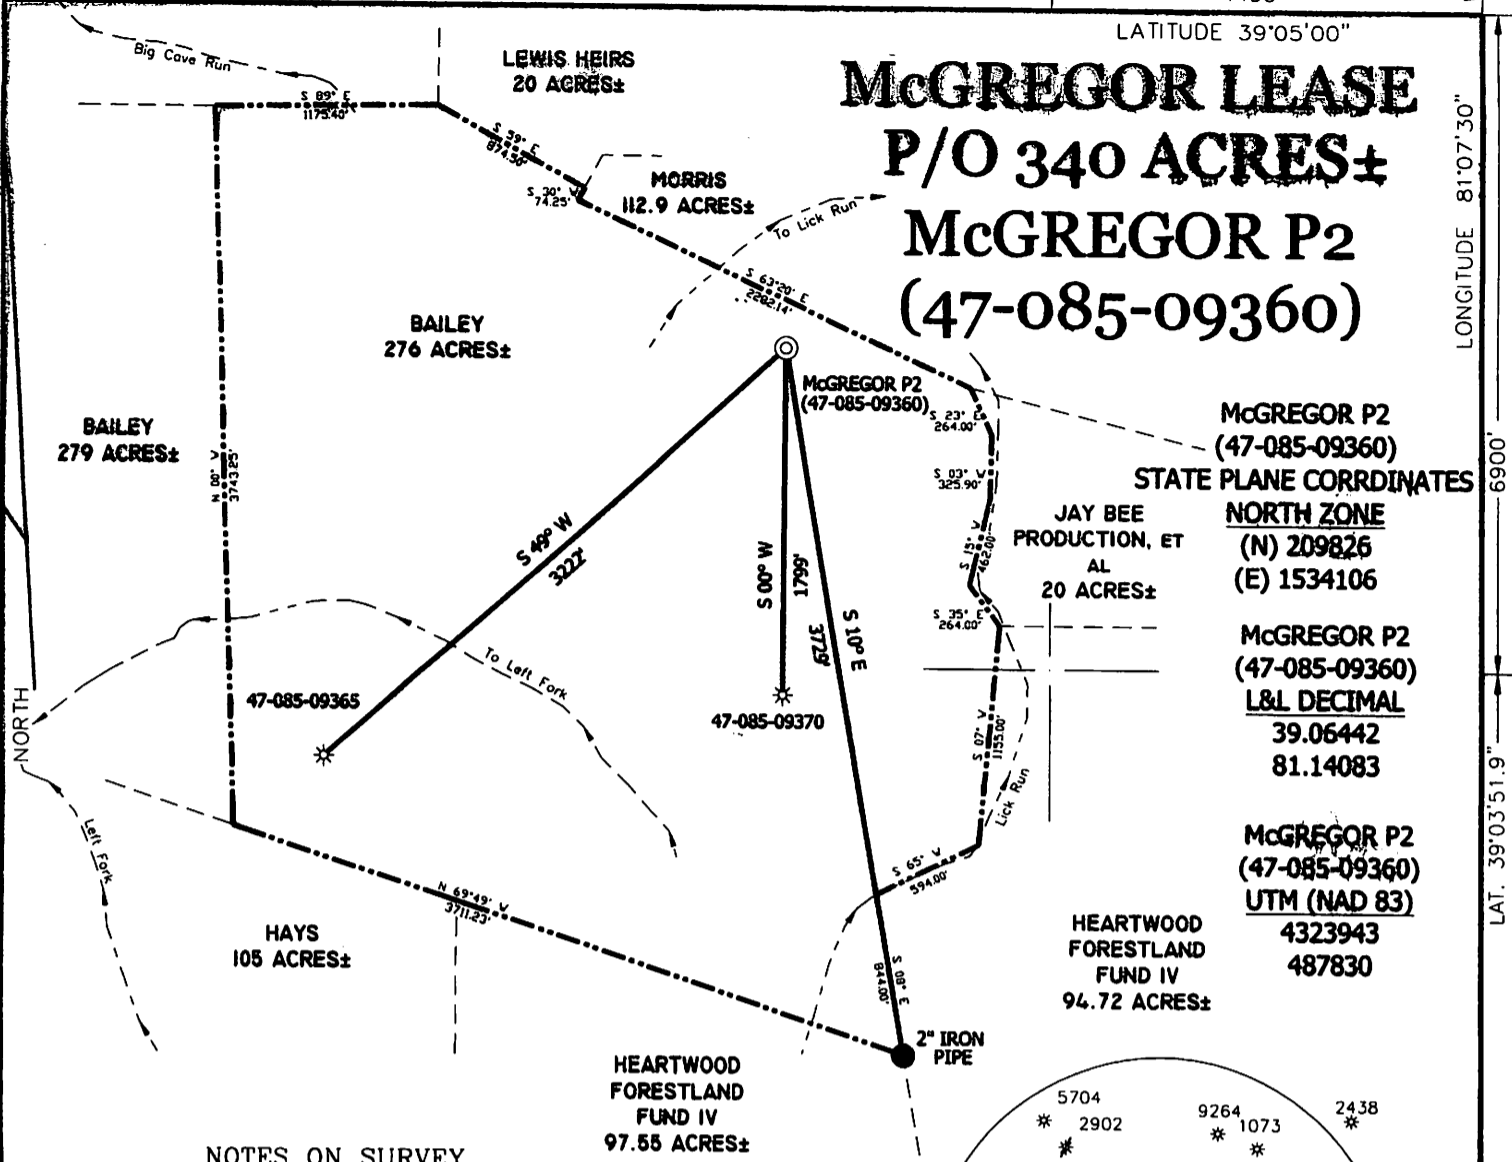 LATITUDE 39°05'00"
Big Cave Run
LEWIS HEIRS
20 ACRES±
McGREGOR LEASE
P/O 340 ACRES±
McGREGOR P2
(47-085-09360)
LONGITUDE 81°07'30"
S 89° E
1175.40'
S 59° E
874.50'
S 30° W
74.25'
MORRIS
112.9 ACRES±
To Lick Run
S 63°20' E
2282.14'
BAILEY
276 ACRES±
McGREGOR P2
(47-085-09360)
S 23° E
264.00'
BAILEY
279 ACRES±
N 00° W
3743.25'
S 03° W
325.90'
McGREGOR P2
(47-085-09360)
STATE PLANE CORRDINATES
NORTH ZONE
(N) 209826
(E) 1534106
6900'
JAY BEE
PRODUCTION, ET
AL
20 ACRES±
S 49° W
3222'
S 00° W
1799'
S 10° E
3729'
S 15° W
462.00'
S 35° E
264.00'
To Left Fork
47-085-09365
47-085-09370
S 07° W
1155.00'
Lick Run
McGREGOR P2
(47-085-09360)
L&L DECIMAL
39.06442
81.14083
NORTH
Left Fork
LAT. 39°03'51.9"
McGREGOR P2
(47-085-09360)
UTM (NAD 83)
4323943
487830
S 65° W
594.00'
N 69°49' W
3711.23'
HAYS
105 ACRES±
HEARTWOOD
FORESTLAND
FUND IV
94.72 ACRES±
S 08° E
844.00'
2" IRON
PIPE
HEARTWOOD
FORESTLAND
FUND IV
97.55 ACRES±
5704
2902
9264
1073
2438
NOTES ON SURVEY